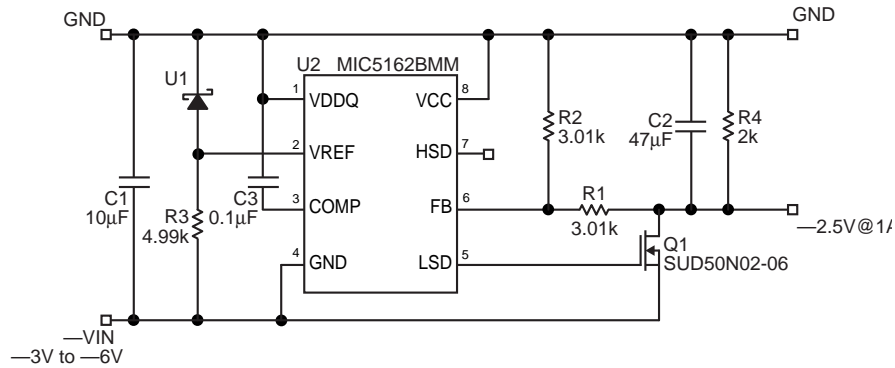 GND
GND
U1
U2 MIC5162BMM
1
VDDQ
VCC
8
2
VREF
HSD
7
3
COMP
FB
6
4
GND
LSD
5
C1
10µF
R3
4.99k
C3
0.1µF
R2
3.01k
R1
3.01k
C2
47µF
R4
2k
Q1
SUD50N02-06
—2.5V@1A
—VIN
—3V to —6V